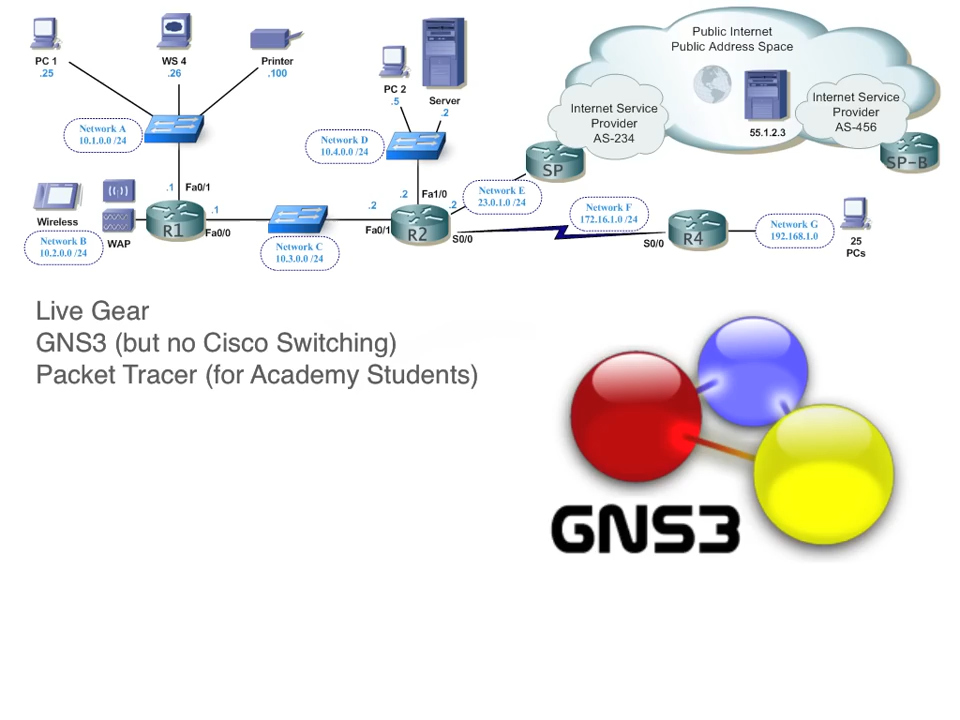 PC 1
.25
WS 4
.26
Printer
.100
PC 2
.5
Server
.2
Public Internet
Public Address Space
Internet Service
Provider
AS-234
55.1.2.3
Internet Service
Provider
AS-456
Network A
10.1.0.0 /24
Network D
10.4.0.0 /24
SP
SP-B
.1
Fa0/1
.2
Fa1/0
Network E
23.0.1.0 /24
Wireless
Network B
10.2.0.0 /24
WAP
R1
.1
Fa0/0
Network C
10.3.0.0 /24
.2
Fa0/1
R2
.2
S0/0
Network F
172.16.1.0 /24
S0/0
R4
Network G
192.168.1.0
25
PCs
Live Gear
GNS3 (but no Cisco Switching)
Packet Tracer (for Academy Students)
GNS3